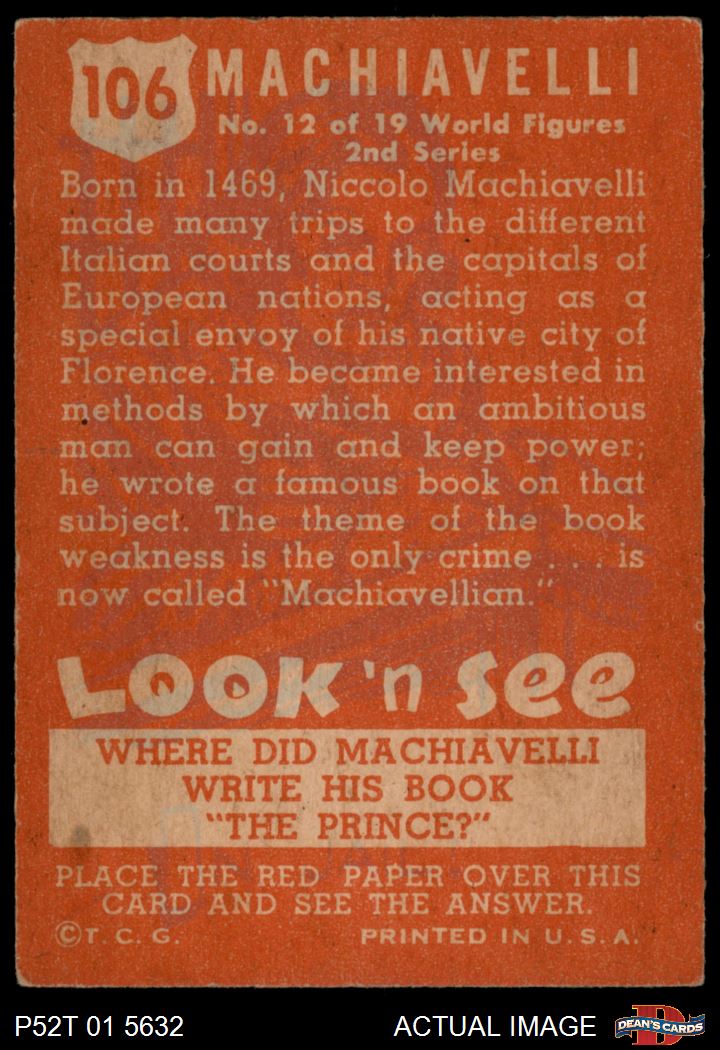 106
MACHIAVELLI
No. 12 of 19 World Figures
2nd Series
Born in 1469, Niccolo Machiavelli
made many trips to the different
Italian courts and the capitals of
European nations, acting as a
special envoy of his native city of
Florence. He became interested in
methods by which an ambitious
man can gain and keep power;
he wrote a famous book on that
subject. The theme of the book
weakness is the only crime . . . is
now called "Machiavellian."
LOOK 'n See
WHERE DID MACHIAVELLI
WRITE HIS BOOK
"THE PRINCE?"
PLACE THE RED PAPER OVER THIS
CARD AND SEE THE ANSWER.
©T. C. G. PRINTED IN U. S. A.
P52T 01 5632 ACTUAL IMAGE
D
DEAN'S CARDS